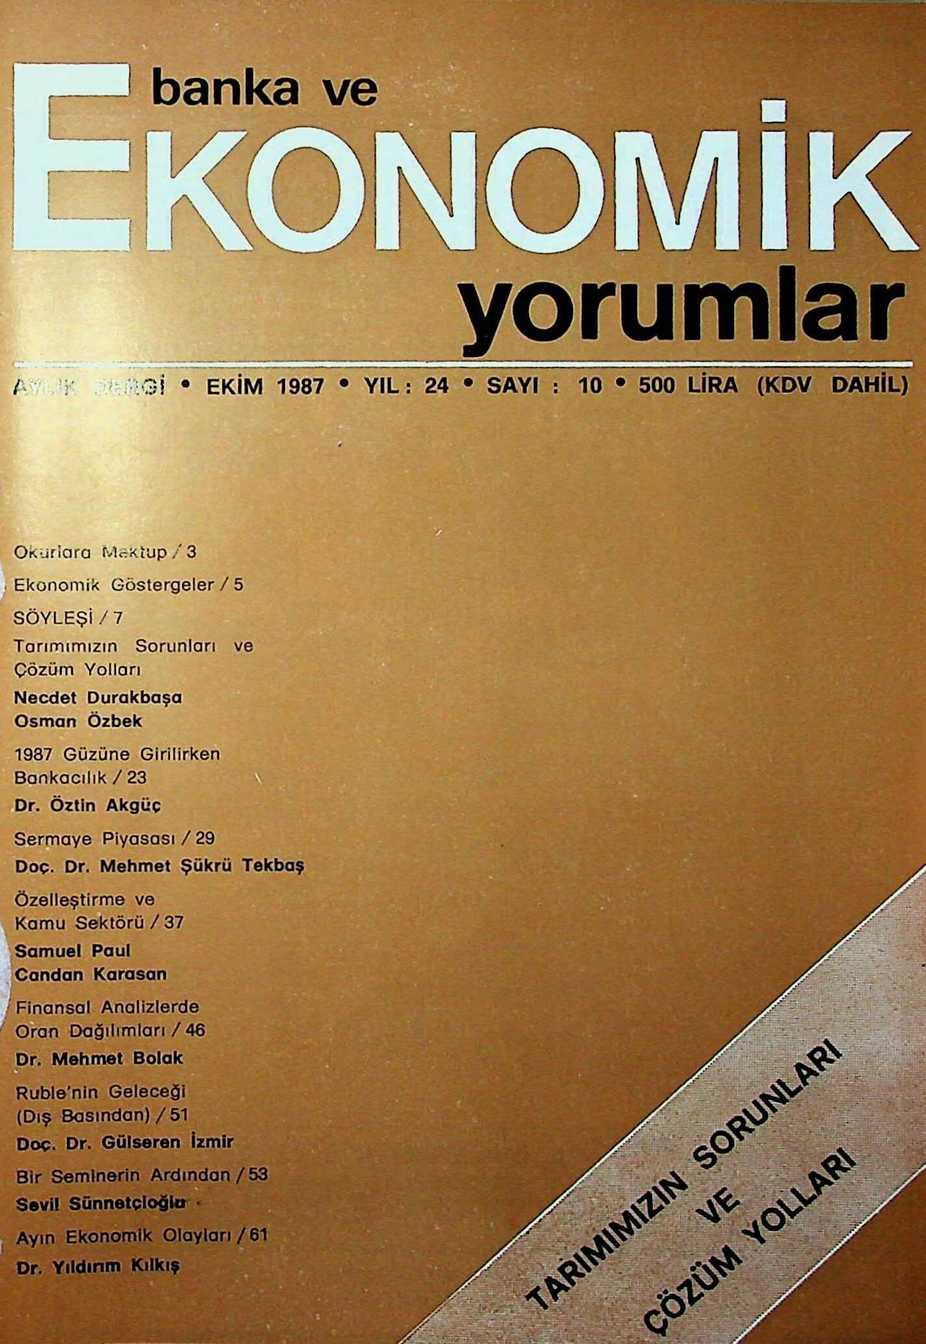 banka ve
EKONOMİK
yorumlar
AYLIK DERGİ • EKİM 1987 • YIL : 24 • SAYI : 10 • 500 LİRA (KDV DAHİL)
Okurlara Mektup / 3
Ekonomik Göstergeler / 5
SÖYLEŞİ / 7
Tarımımızın Sorunları ve
Çözüm Yolları
Necdet Durakbaşa
Osman Özbek
1987 Güzüne Girilirken
Bankacılık / 23
Dr. Öztin Akgüç
Sermaye Piyasası / 29
Doç. Dr. Mehmet Şükrü Tekbaş
Özelleştirme ve
Kamu Sektörü / 37
Samuel Paul
Candan Karasan
Finansal Analizlerde
Oran Dağılımları / 46
Dr. Mehmet Bolak
Ruble'nin Geleceği
(Dış Basından) / 51
Doç. Dr. Gülseren İzmir
Bir Seminerin Ardından / 53
Sevil Sünnetçioğlu
Ayın Ekonomik Olayları / 61
Dr. Yıldırım Kılkış
TARIMIMIZIN SORUNLARI
VE
ÇÖZÜM YOLLARI